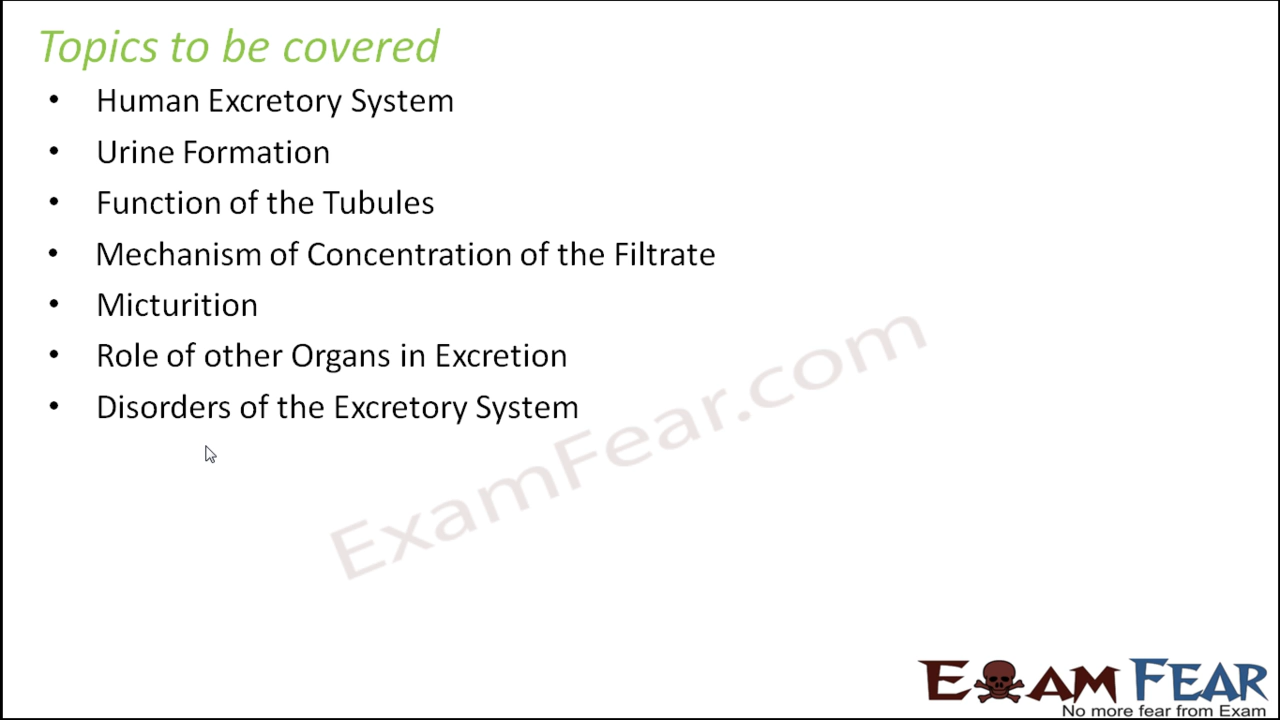 Topics to be covered
• Human Excretory System
• Urine Formation
• Function of the Tubules
• Mechanism of Concentration of the Filtrate
• Micturition
• Role of other Organs in Excretion
• Disorders of the Excretory System
ExamFear.com
EXAM FEAR
No more fear from Exam